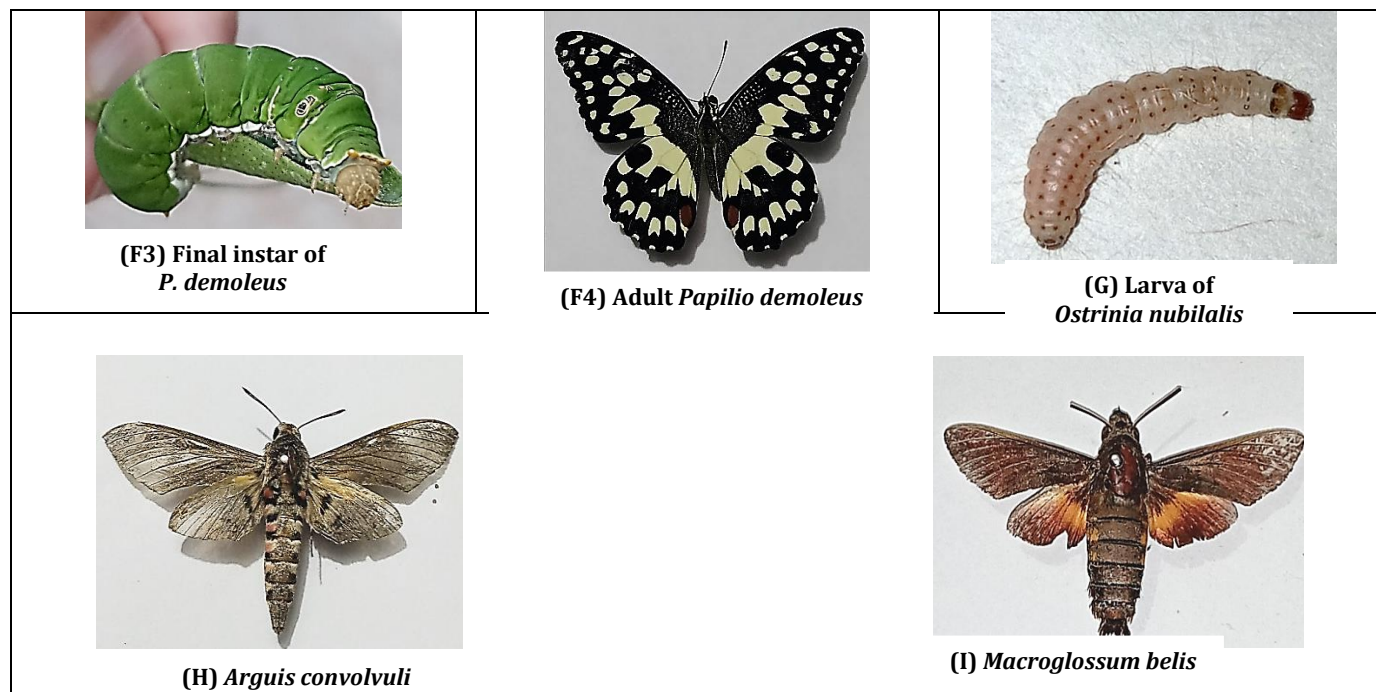 (F3) Final instar of
P. demoleus
(F4) Adult Papilio demoleus
(G) Larva of
Ostrinia nubilalis
(H) Arguis convolvuli
(I) Macroglossum belis